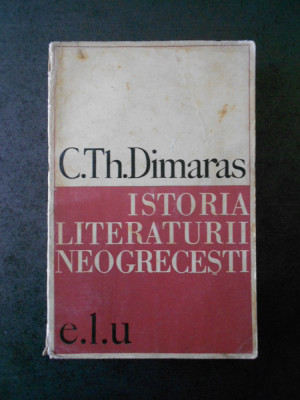 C.Th.Dimaras
ISTORIA
LITERATURII
NEOGRECEȘTI
e.l.u